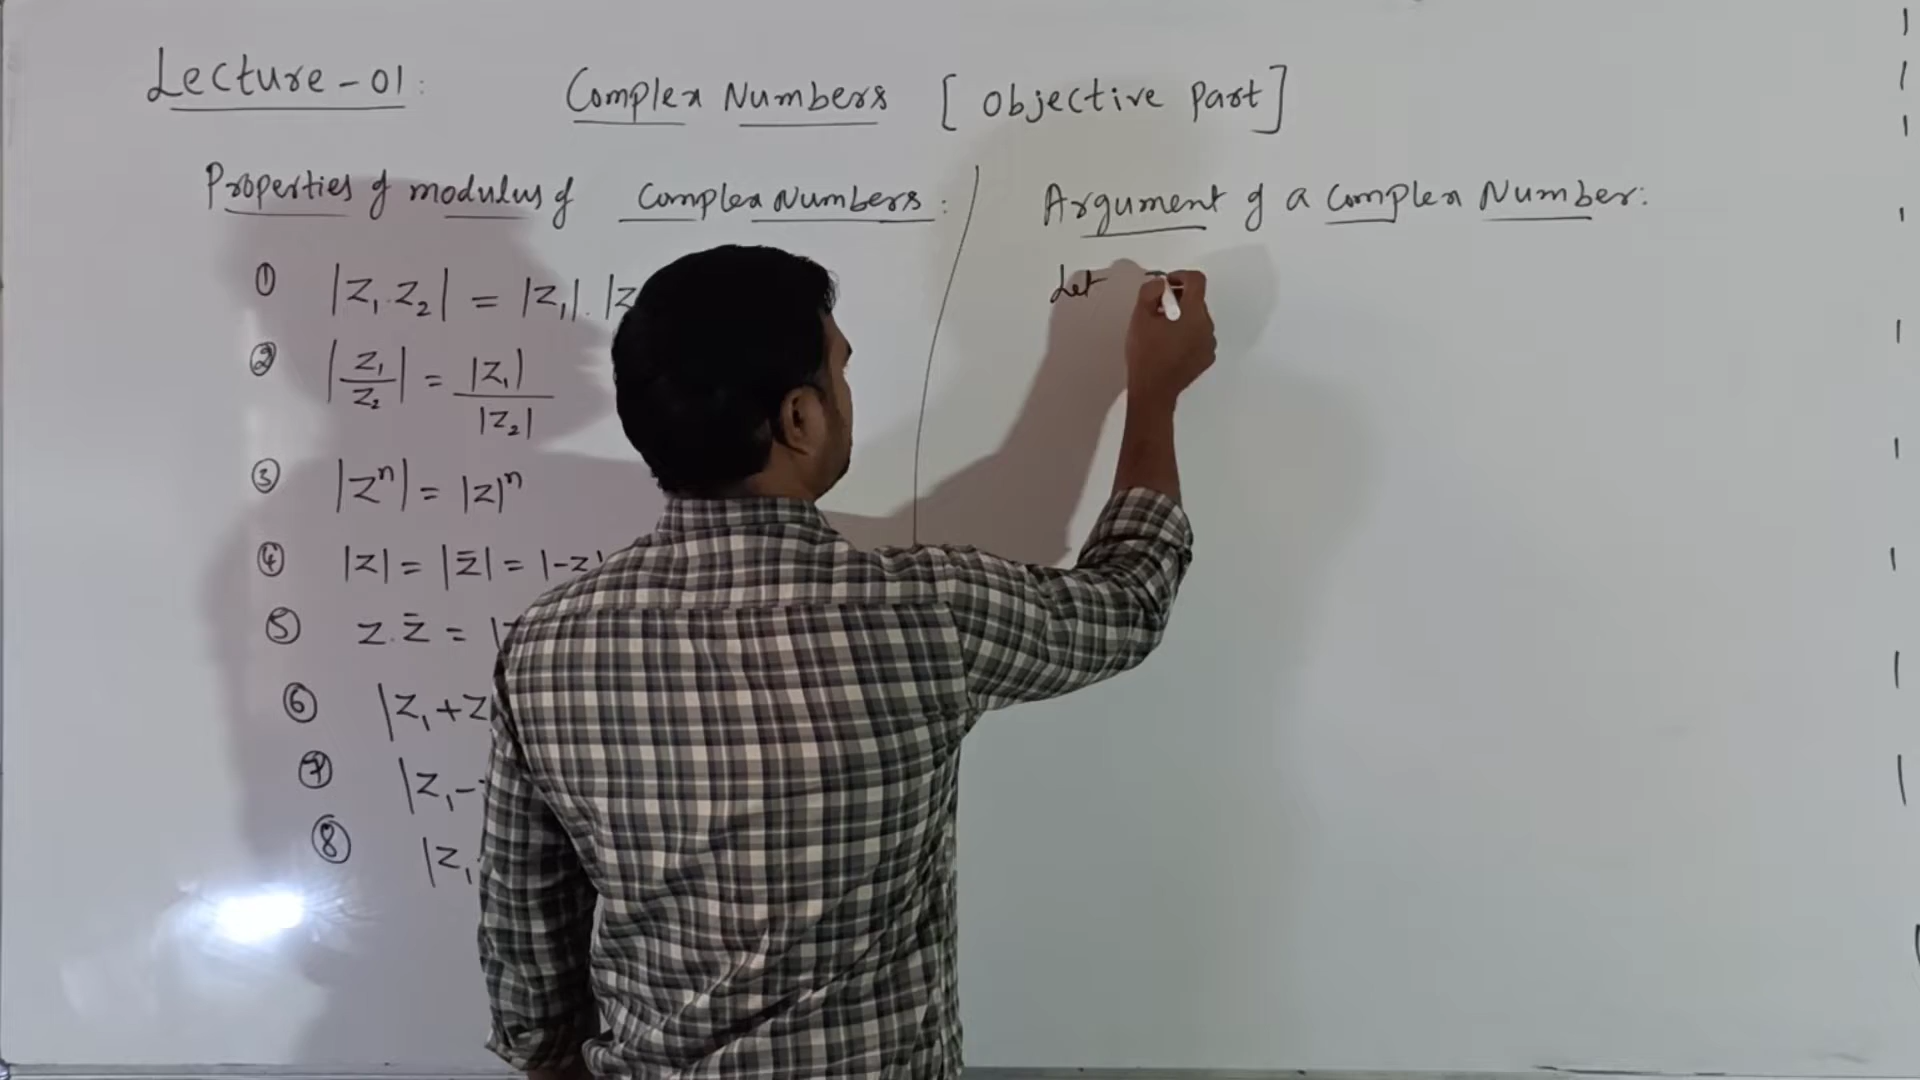 Lecture-01: Complex Numbers [Objective part]
Properties of modulus of Complex Numbers:
① |z₁.z₂| = |z₁|.|z
② |z₁/z₂| = |z₁|/|z₂|
③ |zⁿ| = |z|ⁿ
④ |z| = |z̄| = |-z|
⑤ z.z̄ = |z
⑥ |z₁+z
⑦ |z₁-
⑧ |z₁
Argument of a Complex Number:
Let